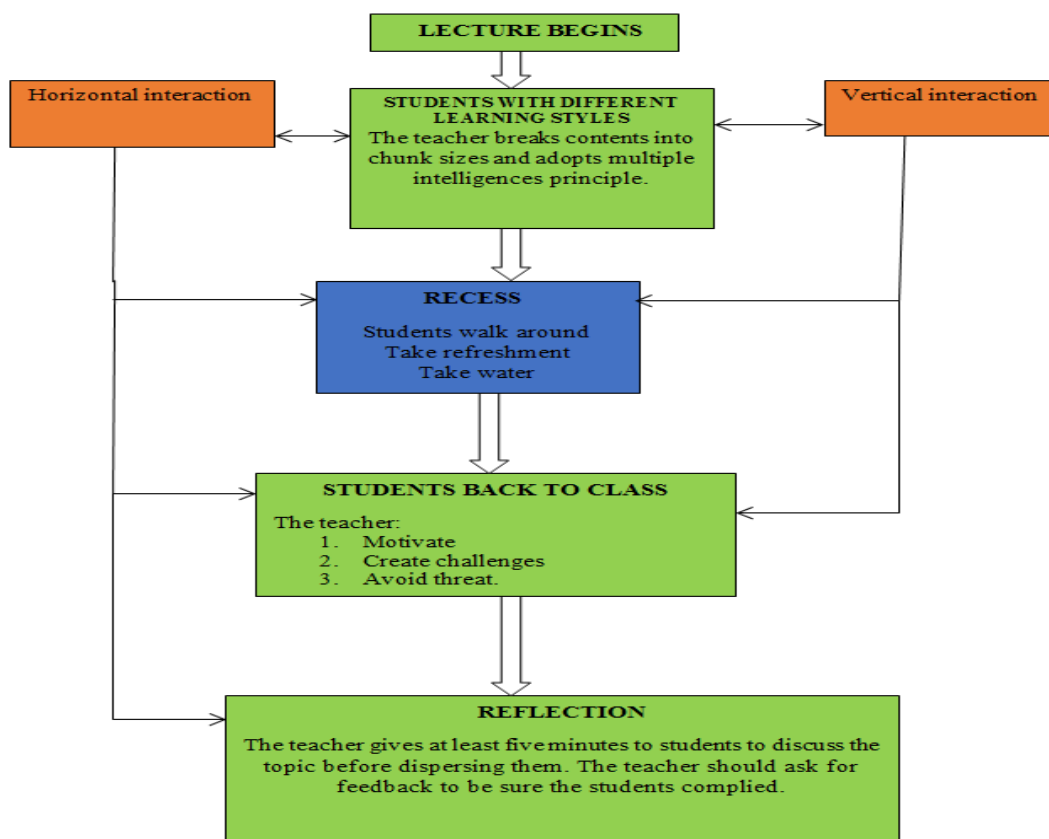 LECTURE BEGINS
Horizontal interaction
STUDENTS WITH DIFFERENT
LEARNING STYLES
The teacher breaks contents into
chunk sizes and adopts multiple
intelligences principle.
Vertical interaction
RECESS
Students walk around
Take refreshment
Take water
STUDENTS BACK TO CLASS
The teacher:
1. Motivate
2. Create challenges
3. Avoid threat.
REFLECTION
The teacher gives at least five minutes to students to discuss the
topic before dispersing them. The teacher should ask for
feedback to be sure the students complied.